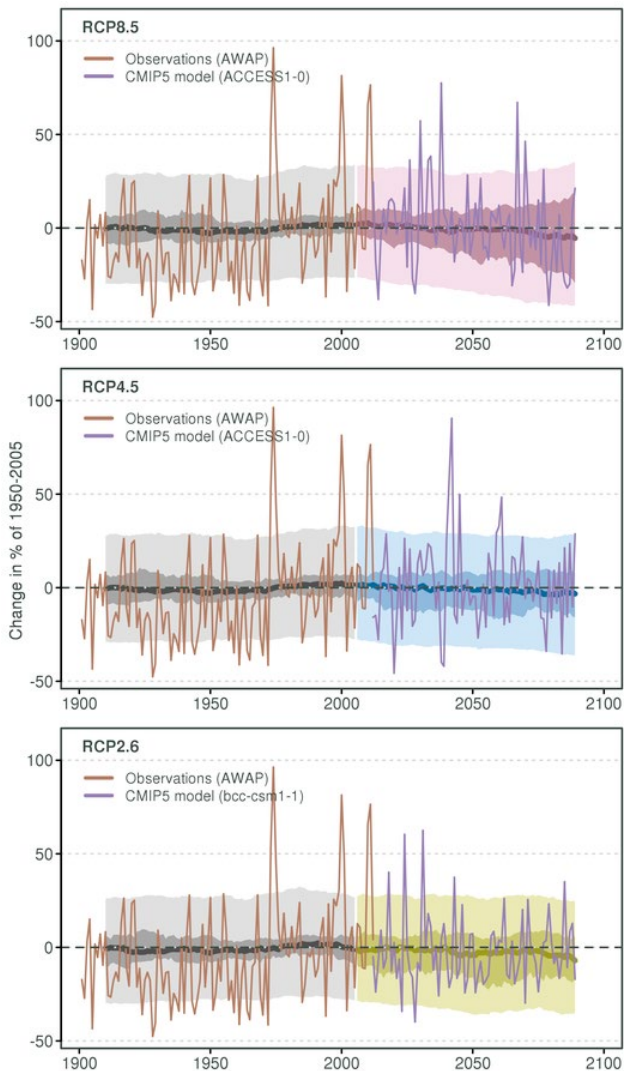 RCP8.5
100
Observations (AWAP)
CMIP5 model (ACCESS1-0)
50
0
-50
1900 1950 2000 2050 2100
RCP4.5
100
Observations (AWAP)
CMIP5 model (ACCESS1-0)
50
0
-50
1900 1950 2000 2050 2100
Change in % of 1950-2005
RCP2.6
100
Observations (AWAP)
CMIP5 model (bcc-csm1-1)
50
0
-50
1900 1950 2000 2050 2100